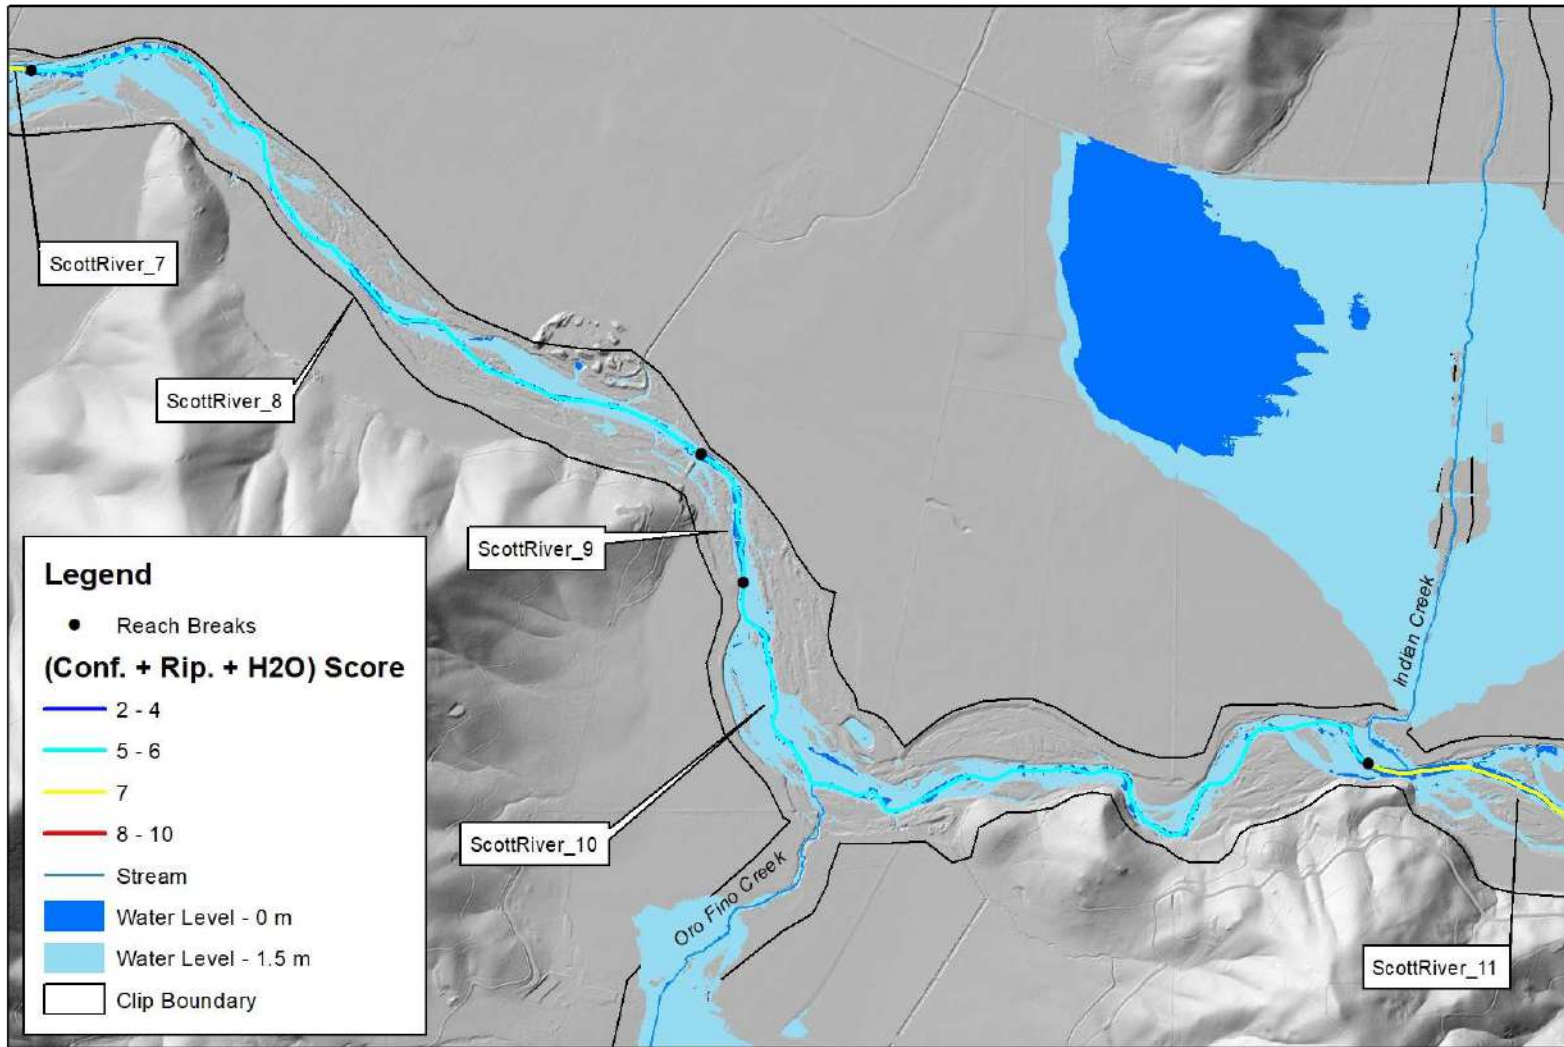 ScottRiver_7
ScottRiver_8
ScottRiver_9
Indian Creek
ScottRiver_10
Oro Fino Creek
ScottRiver_11
Legend
Reach Breaks
(Conf. + Rip. + H2O) Score
2 - 4
5 - 6
7
8 - 10
Stream
Water Level - 0 m
Water Level - 1.5 m
Clip Boundary